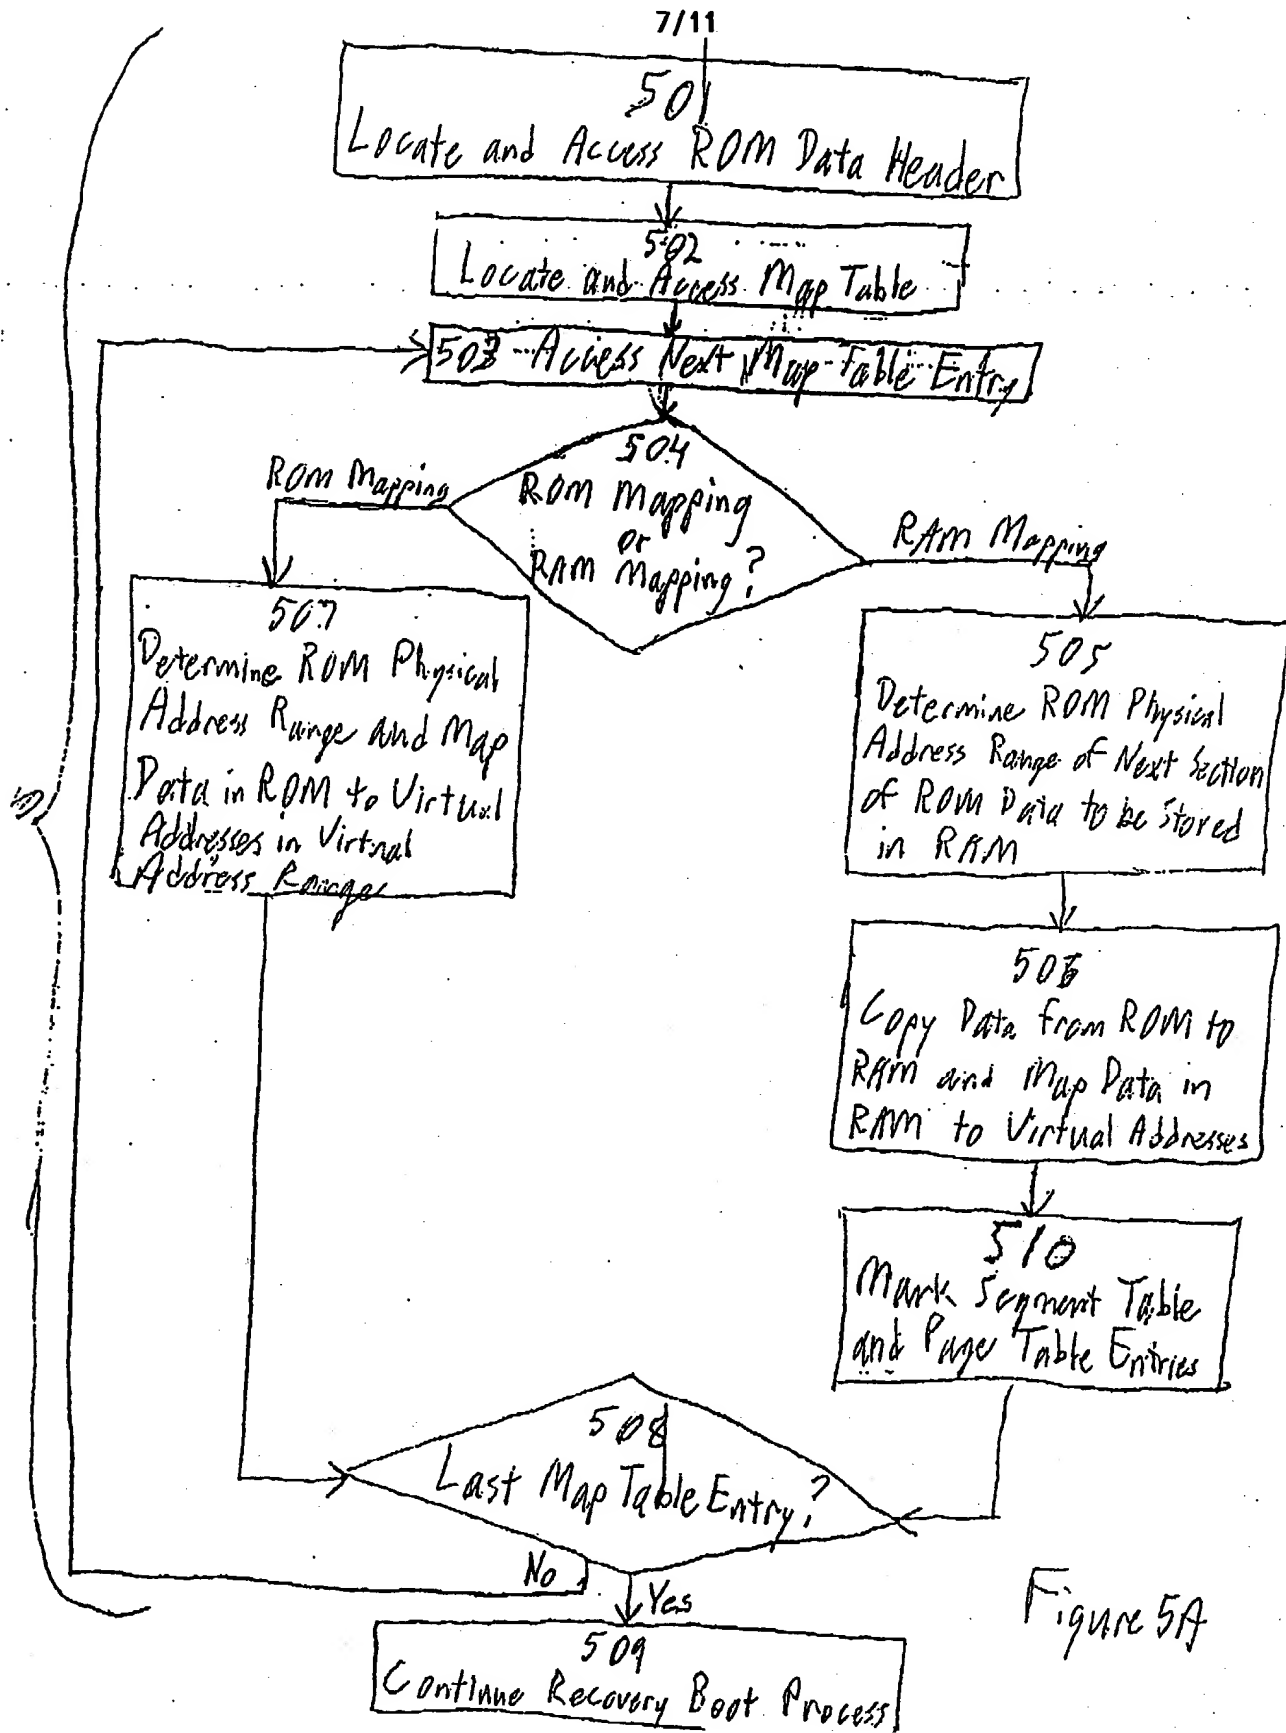 7/11
501
Locate and Access ROM Data Header
502
Locate and Access Map Table
503 Access Next Map Table Entry
504
ROM Mapping
or
RAM Mapping?
ROM Mapping
RAM Mapping
507
Determine ROM Physical
Address Range and Map
Data in ROM to Virtual
Addresses in Virtual
Address Range
505
Determine ROM Physical
Address Range of Next Section
of ROM Data to be Stored
in RAM
506
Copy Data from ROM to
RAM and Map Data in
RAM to Virtual Addresses
510
Mark Segment Table
and Page Table Entries
508
Last Map Table Entry?
No
Yes
509
Continue Recovery Boot Process
Figure 5A